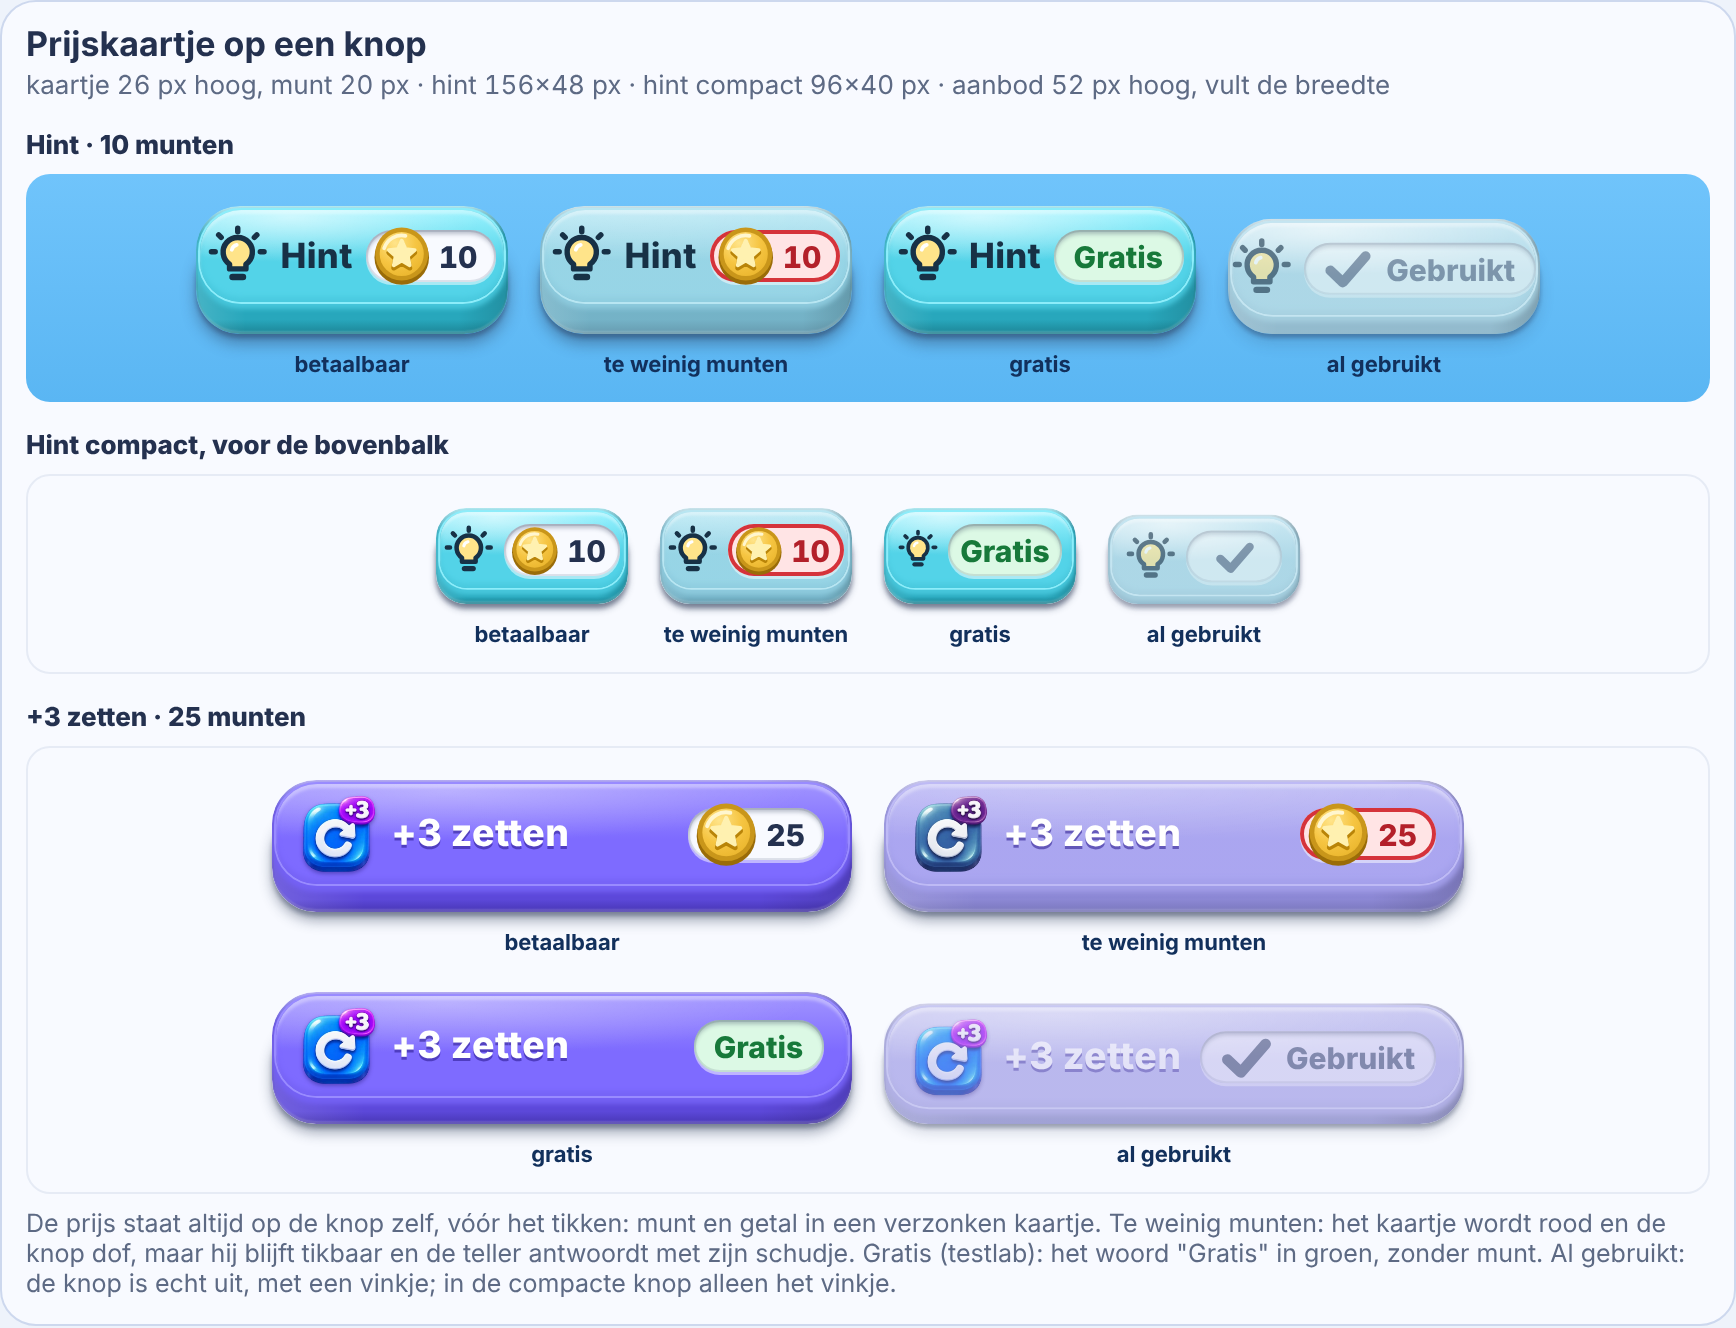 Prijskaartje op een knop
kaartje 26 px hoog, munt 20 px · hint 156×48 px · hint compact 96×40 px · aanbod 52 px hoog, vult de breedte
Hint · 10 munten
Hint 10
Hint 10
Hint Gratis
Gebruikt
betaalbaar
te weinig munten
gratis
al gebruikt
Hint compact, voor de bovenbalk
10
10
Gratis
betaalbaar
te weinig munten
gratis
al gebruikt
+3 zetten · 25 munten
+3 +3 zetten 25
+3 +3 zetten 25
betaalbaar
te weinig munten
+3 +3 zetten Gratis
+3 +3 zetten Gebruikt
gratis
al gebruikt
De prijs staat altijd op de knop zelf, vóór het tikken: munt en getal in een verzonken kaartje. Te weinig munten: het kaartje wordt rood en de
knop dof, maar hij blijft tikbaar en de teller antwoordt met zijn schudje. Gratis (testlab): het woord "Gratis" in groen, zonder munt. Al gebruikt:
de knop is echt uit, met een vinkje; in de compacte knop alleen het vinkje.